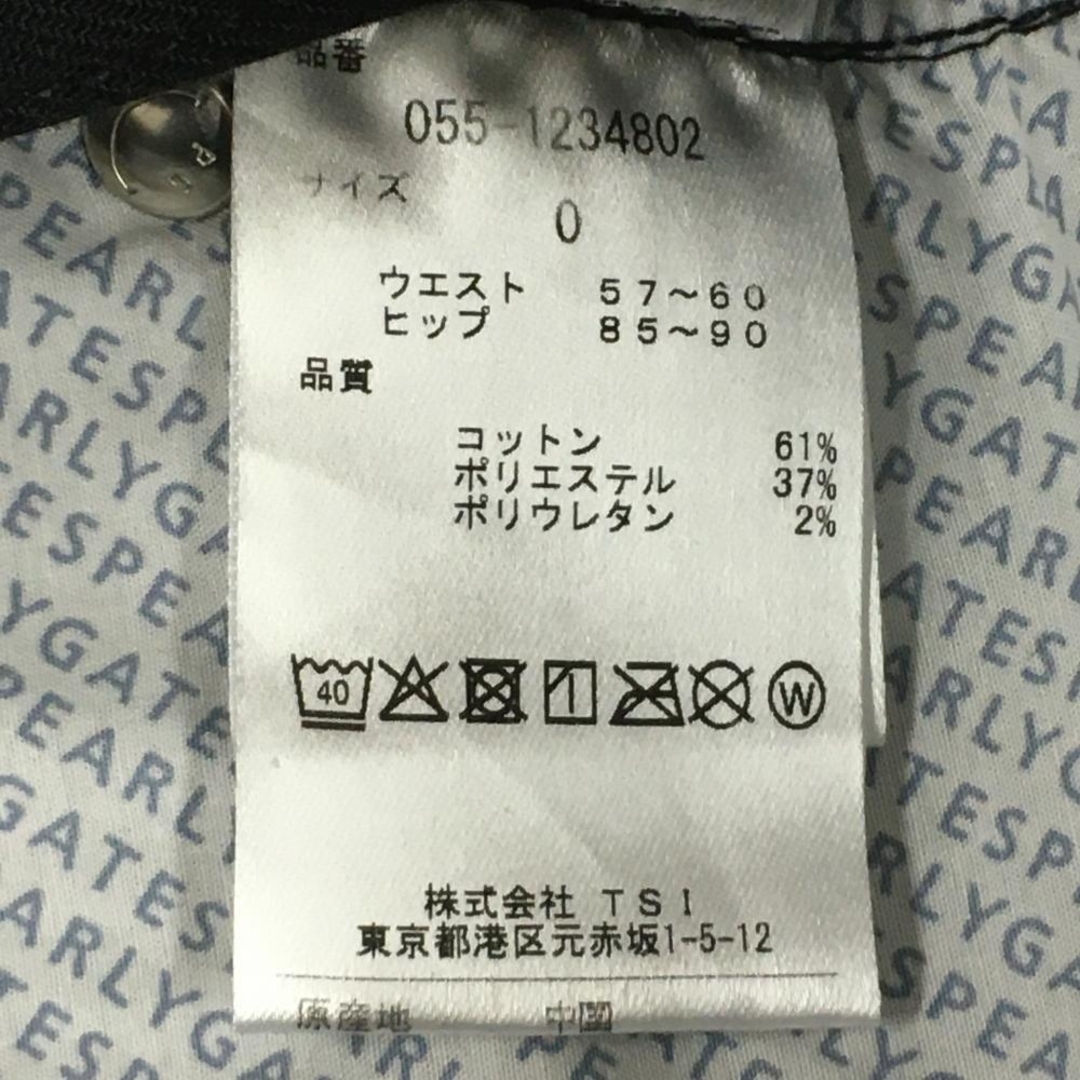 品番
055-1234802
サイズ
0
ウエスト 57～60
ヒップ 85～90
品質
コットン 61%
ポリエステル 37%
ポリウレタン 2%
40
W
株式会社 TSI
東京都港区元赤坂1-5-12
原産地 中国